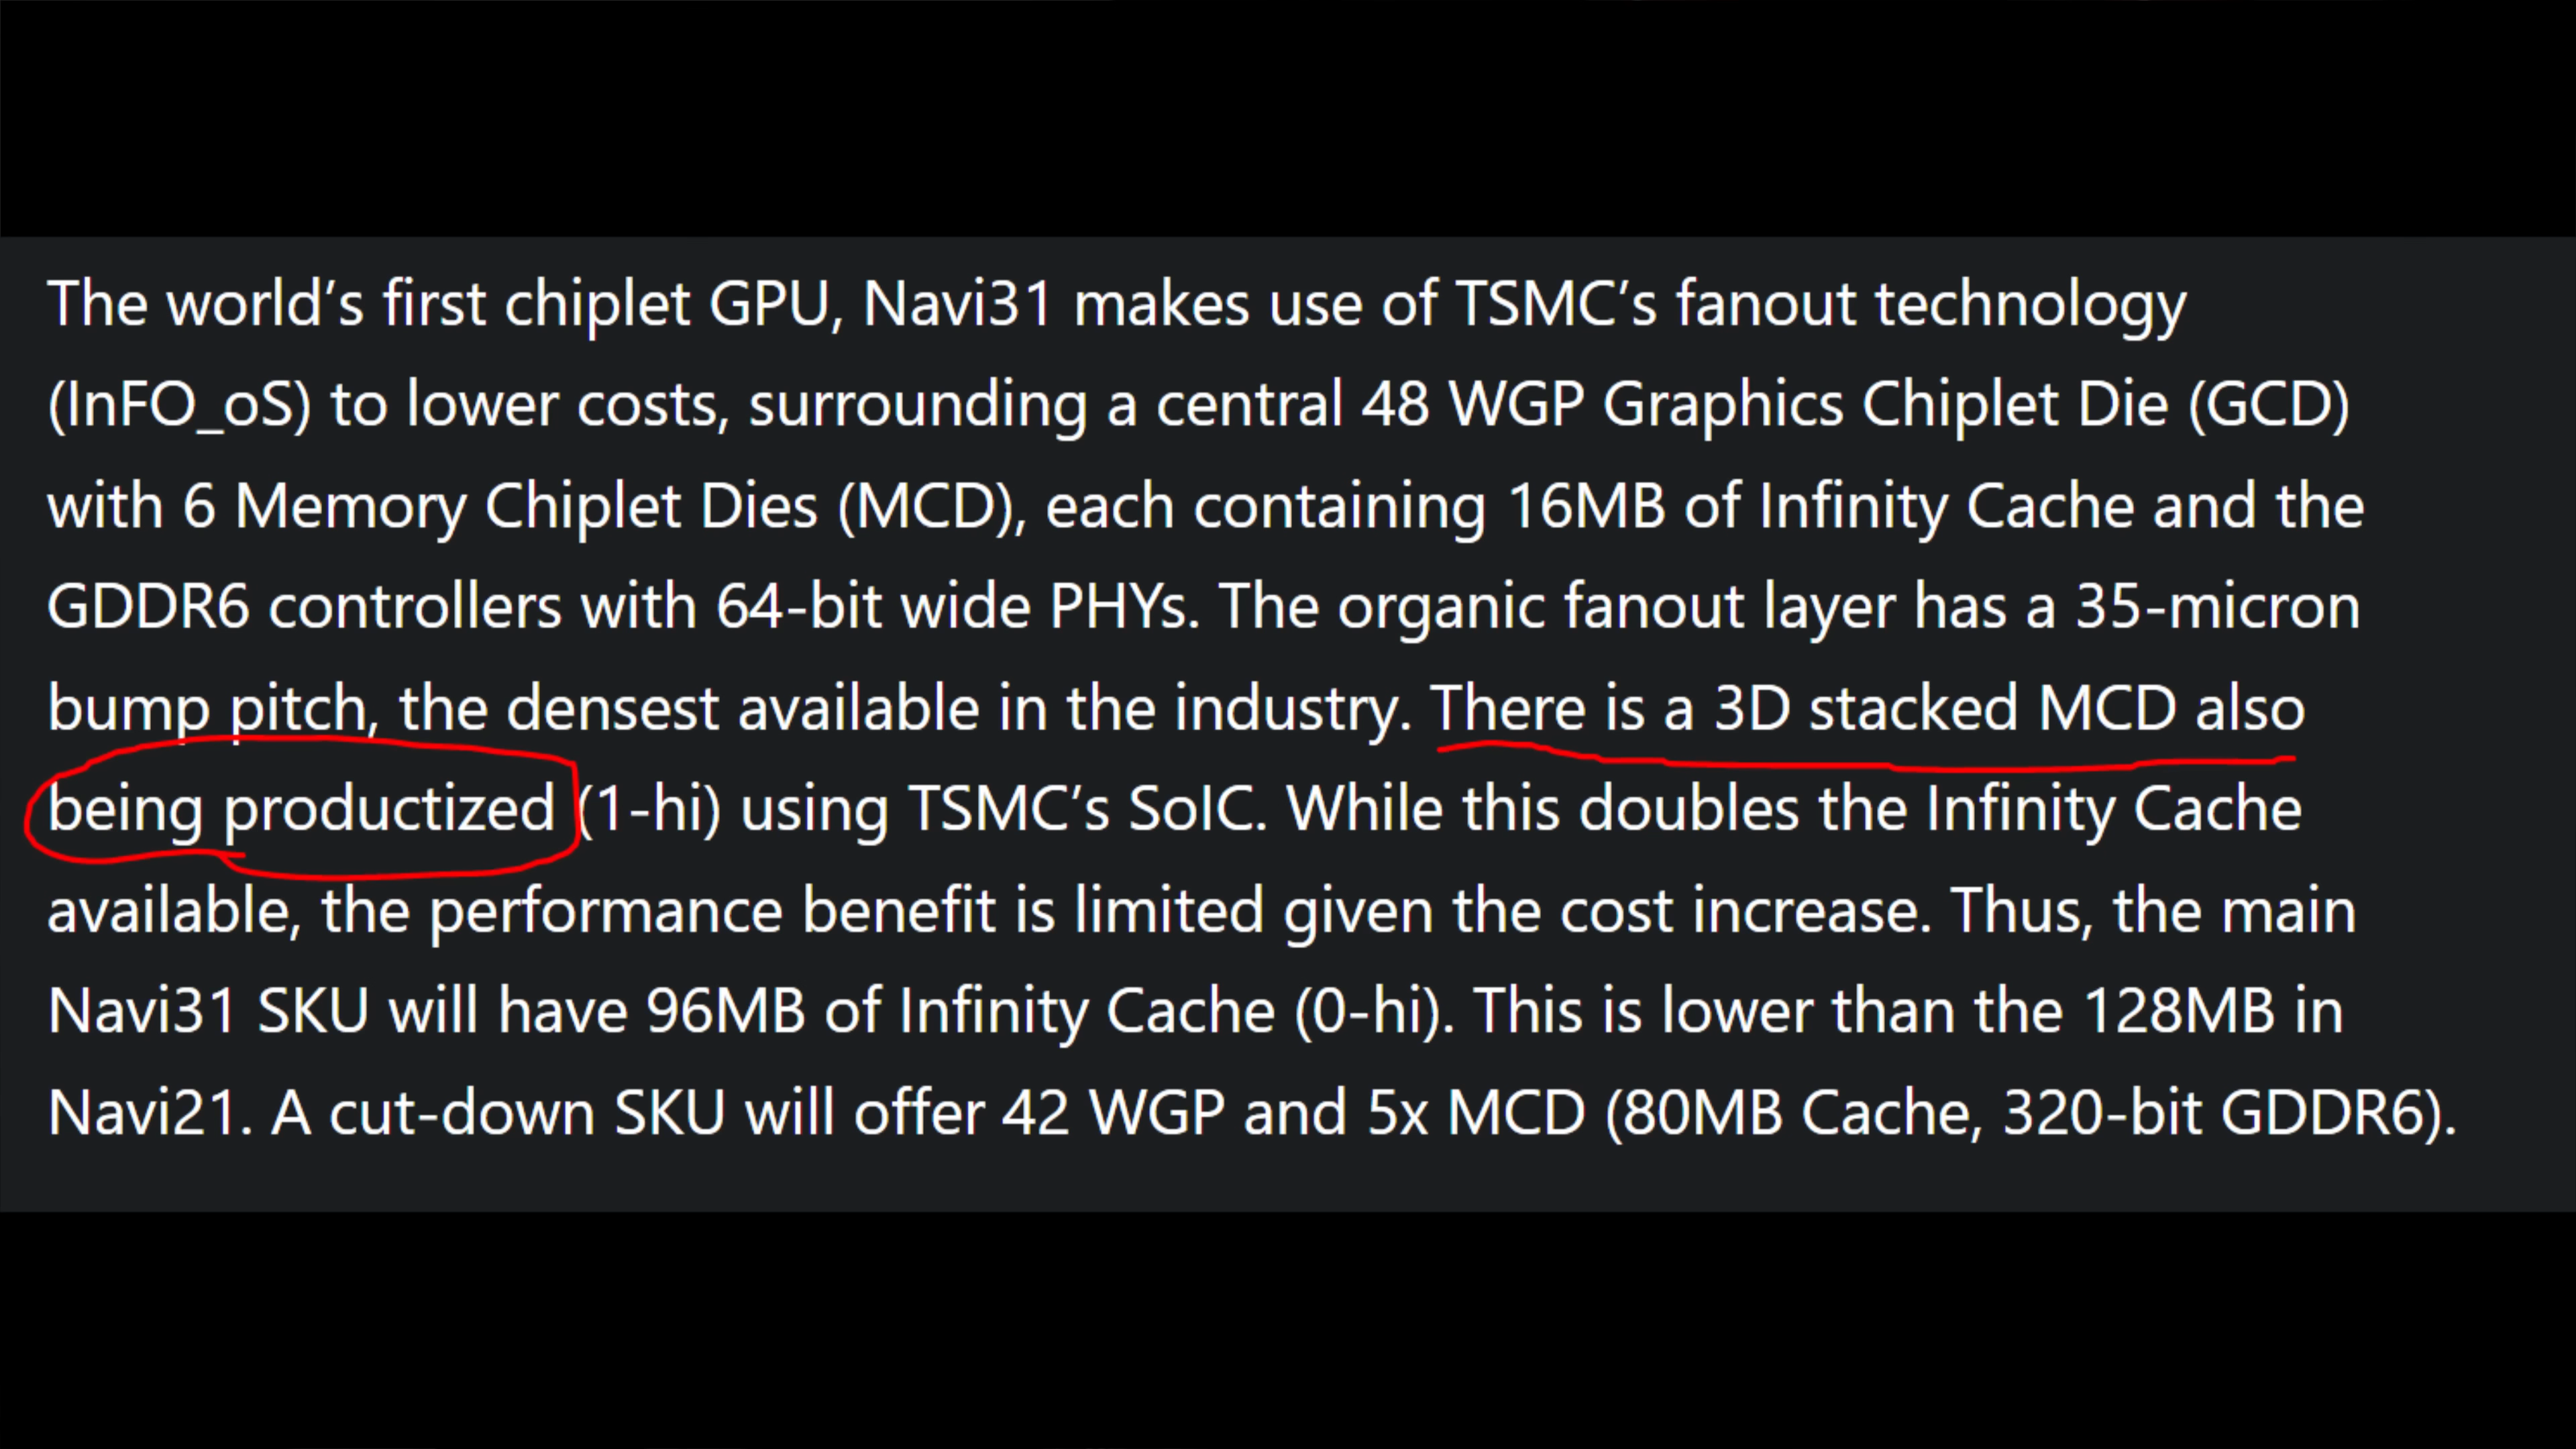 The world’s first chiplet GPU, Navi31 makes use of TSMC’s fanout technology
(InFO_oS) to lower costs, surrounding a central 48 WGP Graphics Chiplet Die (GCD)
with 6 Memory Chiplet Dies (MCD), each containing 16MB of Infinity Cache and the
GDDR6 controllers with 64-bit wide PHYs. The organic fanout layer has a 35-micron
bump pitch, the densest available in the industry. There is a 3D stacked MCD also
being productized (1-hi) using TSMC’s SoIC. While this doubles the Infinity Cache
available, the performance benefit is limited given the cost increase. Thus, the main
Navi31 SKU will have 96MB of Infinity Cache (0-hi). This is lower than the 128MB in
Navi21. A cut-down SKU will offer 42 WGP and 5x MCD (80MB Cache, 320-bit GDDR6).